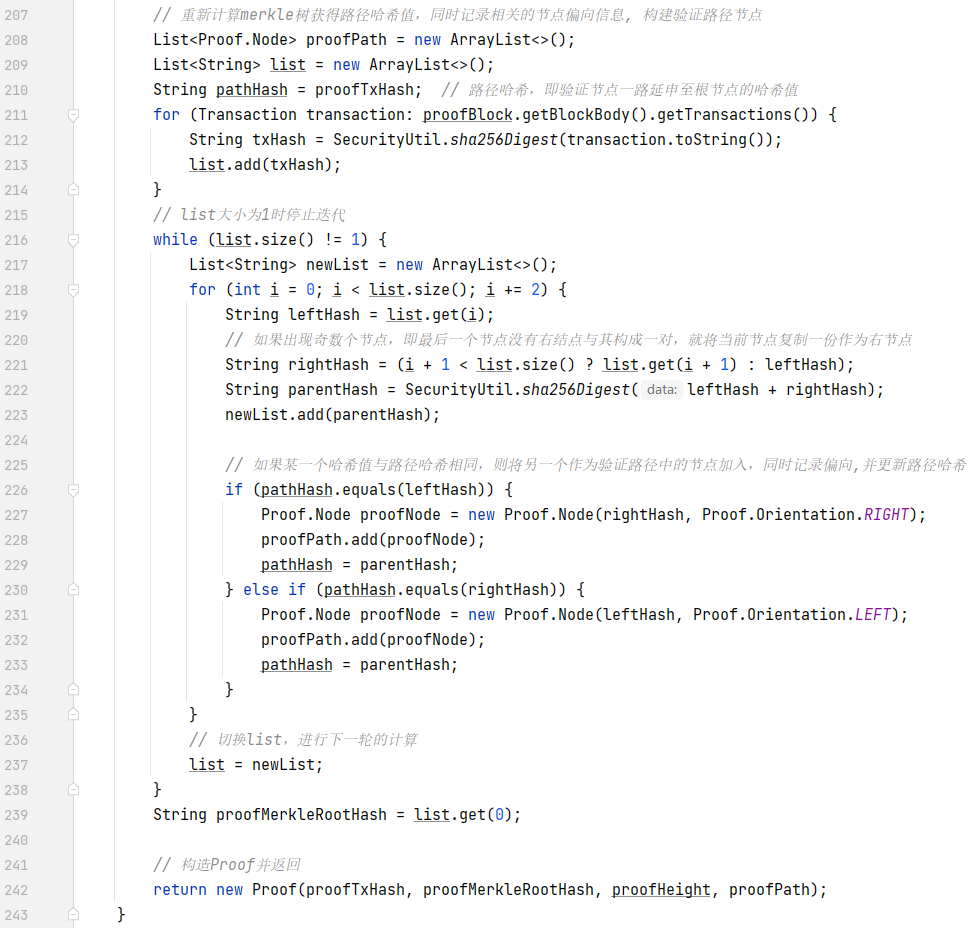 207 // 重新计算merkle树获得路径哈希值，同时记录相关的节点偏向信息, 构建验证路径节点
208 List<Proof.Node> proofPath = new ArrayList<>();
209 List<String> list = new ArrayList<>();
210 String pathHash = proofTxHash;  // 路径哈希，即验证节点一路延申至根节点的哈希值
211 for (Transaction transaction: proofBlock.getBlockBody().getTransactions()) {
212 String txHash = SecurityUtil.sha256Digest(transaction.toString());
213 list.add(txHash);
214 }
215 // list大小为1时停止迭代
216 while (list.size() != 1) {
217 List<String> newList = new ArrayList<>();
218 for (int i = 0; i < list.size(); i += 2) {
219 String leftHash = list.get(i);
220 // 如果出现奇数个节点，即最后一个节点没有右结点与其构成一对，就将当前节点复制一份作为右节点
221 String rightHash = (i + 1 < list.size() ? list.get(i + 1) : leftHash);
222 String parentHash = SecurityUtil.sha256Digest( data: leftHash + rightHash);
223 newList.add(parentHash);
224
225 // 如果某一个哈希值与路径哈希相同，则将另一个作为验证路径中的节点加入，同时记录偏向,并更新路径哈希
226 if (pathHash.equals(leftHash)) {
227 Proof.Node proofNode = new Proof.Node(rightHash, Proof.Orientation.RIGHT);
228 proofPath.add(proofNode);
229 pathHash = parentHash;
230 } else if (pathHash.equals(rightHash)) {
231 Proof.Node proofNode = new Proof.Node(leftHash, Proof.Orientation.LEFT);
232 proofPath.add(proofNode);
233 pathHash = parentHash;
234 }
235 }
236 // 切换list，进行下一轮的计算
237 list = newList;
238 }
239 String proofMerkleRootHash = list.get(0);
240
241 // 构造Proof并返回
242 return new Proof(proofTxHash, proofMerkleRootHash, proofHeight, proofPath);
243 }